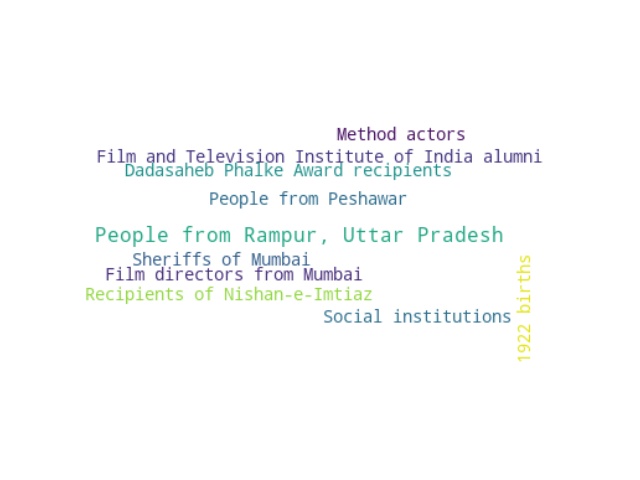 Method actors
Film and Television Institute of India alumni
Dadasaheb Phalke Award recipients
People from Peshawar
People from Rampur, Uttar Pradesh
Sheriffs of Mumbai
Film directors from Mumbai
Recipients of Nishan-e-Imtiaz
Social institutions
1922 births